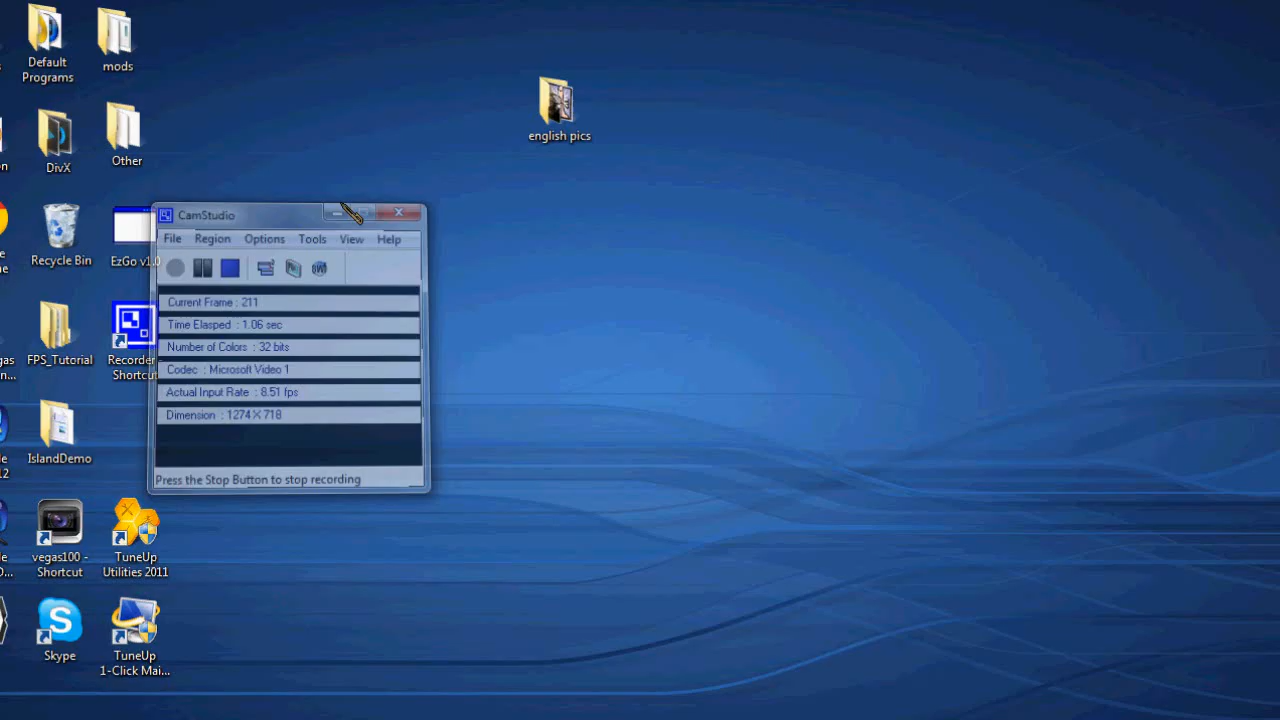 Default
Programs
mods
english pics
DivX
Other
Recycle Bin
EzGo v1.0
CamStudio
File Region Options Tools View Help
Current Frame : 211
Time Elasped : 1.06 sec
Number of Colors : 32 bits
Codec : Microsoft Video 1
Actual Input Rate : 8.51 fps
Dimension : 1274 X 718
Press the Stop Button to stop recording
FPS_Tutorial
Recorder -
Shortcut
IslandDemo
vegas100 -
Shortcut
TuneUp
Utilities 2011
Skype
TuneUp
1-Click Mai...